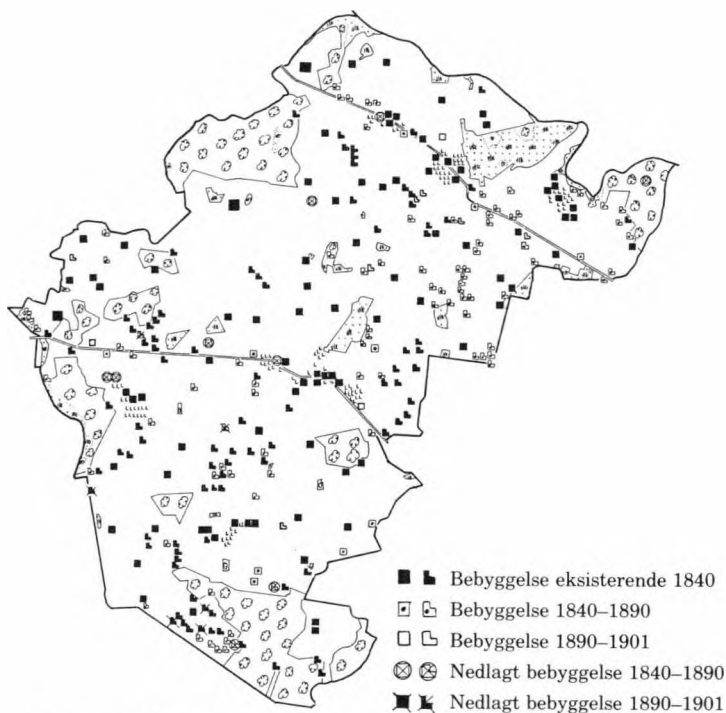 Bebyggelse eksisterende 1840
Bebyggelse 1840–1890
Bebyggelse 1890–1901
Nedlagt bebyggelse 1840–1890
Nedlagt bebyggelse 1890–1901